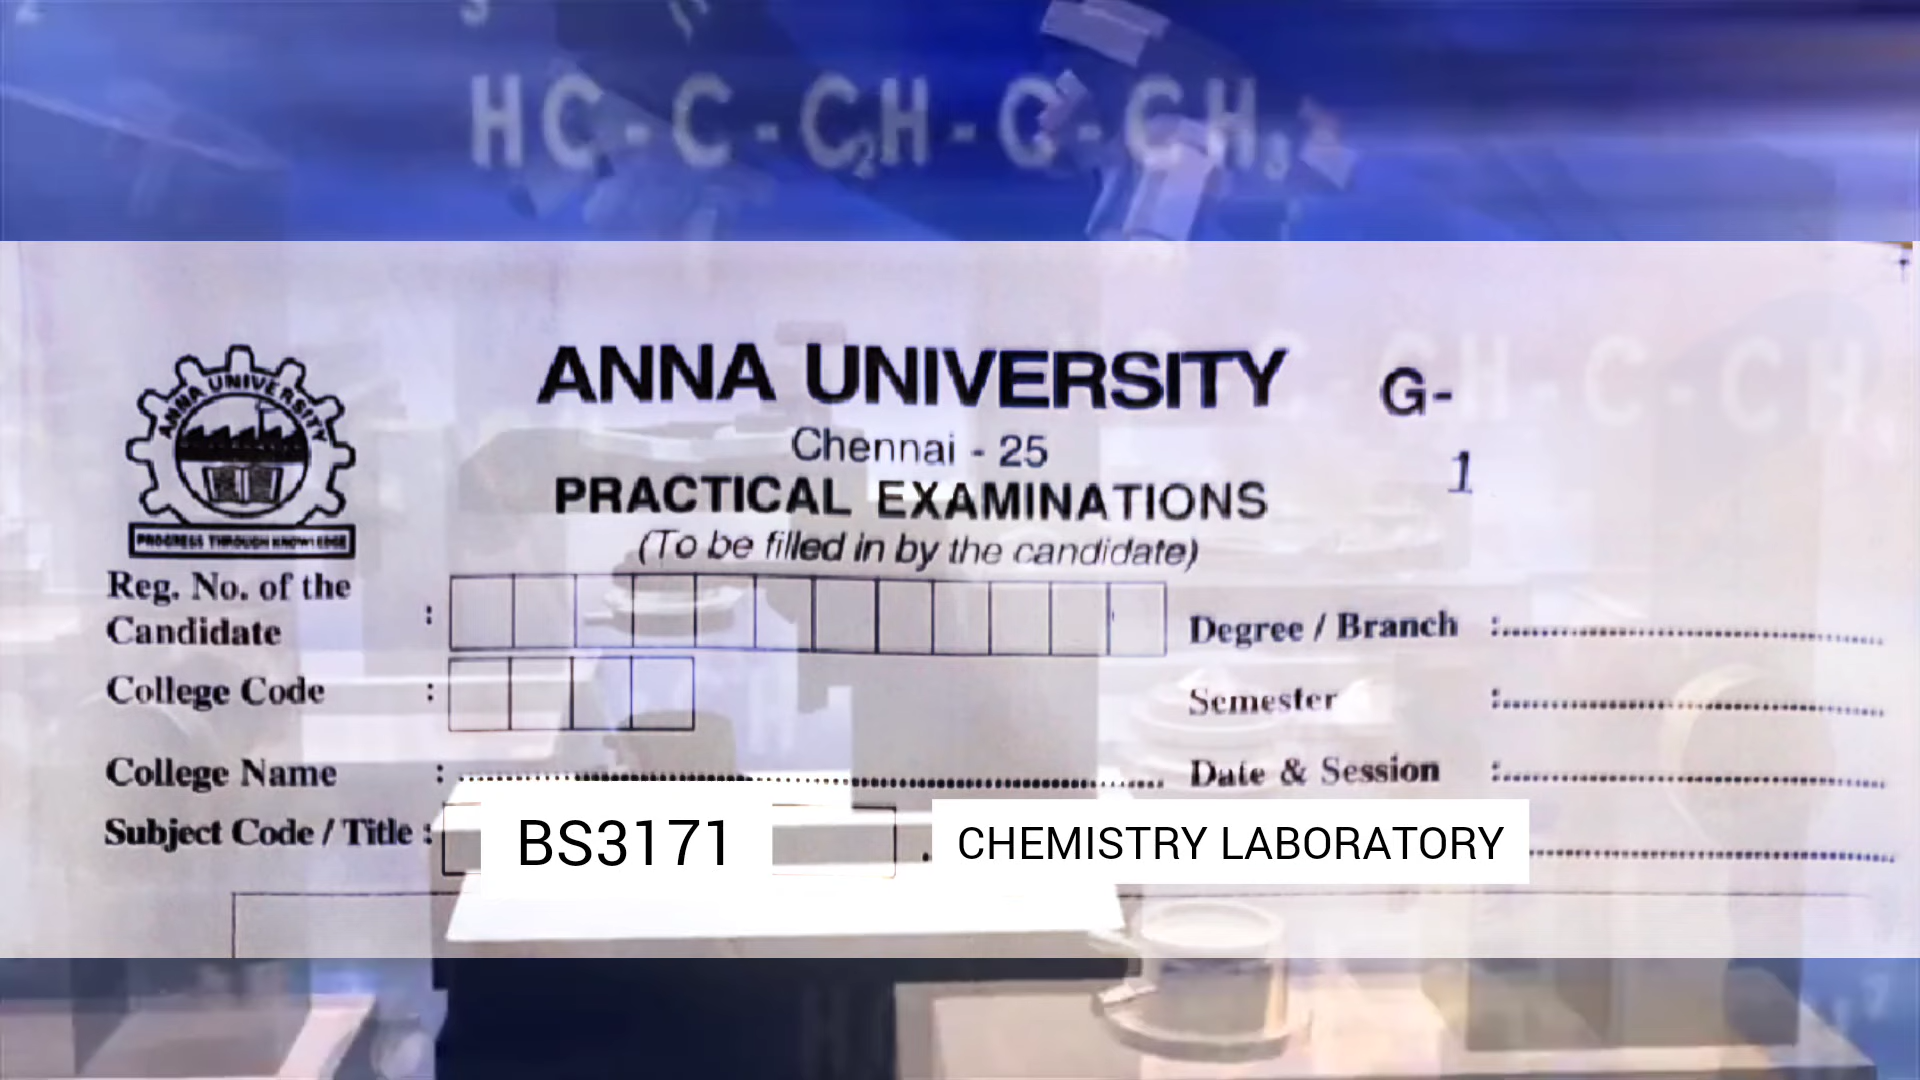 HC-C-C₂H-C-CH₃
ANNA UNIVERSITY
G-
Chennai - 25
1
PRACTICAL EXAMINATIONS
(To be filled in by the candidate)
ANNA UNIVERSITY
PROGRESS THROUGH KNOWLEDGE
Reg. No. of the
Candidate :
Degree / Branch :
College Code :
Semester :
College Name :
Date & Session :
Subject Code / Title : BS3171 . CHEMISTRY LABORATORY